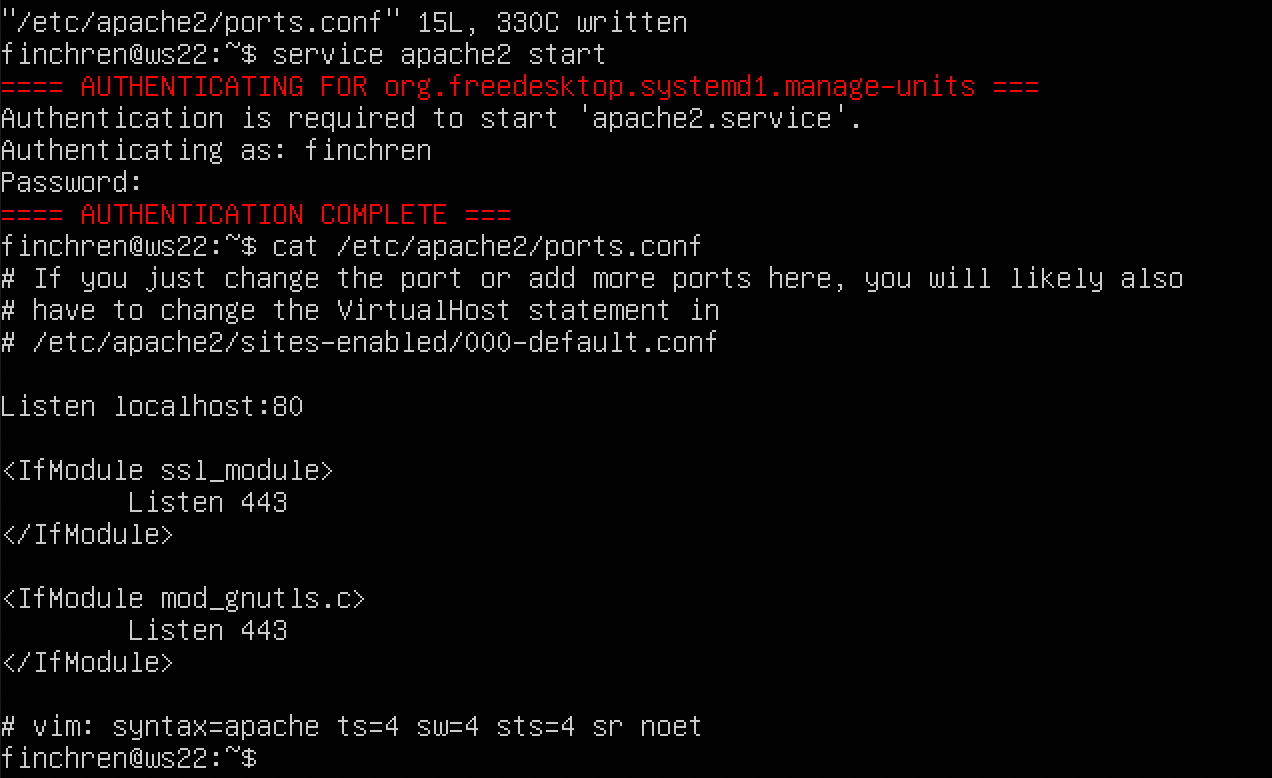 "/etc/apache2/ports.conf" 15L, 330C written
finchren@ws22:~$ service apache2 start
==== AUTHENTICATING FOR org.freedesktop.systemd1.manage-units ===
Authentication is required to start 'apache2.service'.
Authenticating as: finchren
Password:
==== AUTHENTICATION COMPLETE ===
finchren@ws22:~$ cat /etc/apache2/ports.conf
# If you just change the port or add more ports here, you will likely also
# have to change the VirtualHost statement in
# /etc/apache2/sites-enabled/000-default.conf
Listen localhost:80
<IfModule ssl_module>
Listen 443
</IfModule>
<IfModule mod_gnutls.c>
Listen 443
</IfModule>
# vim: syntax=apache ts=4 sw=4 sts=4 sr noet
finchren@ws22:~$